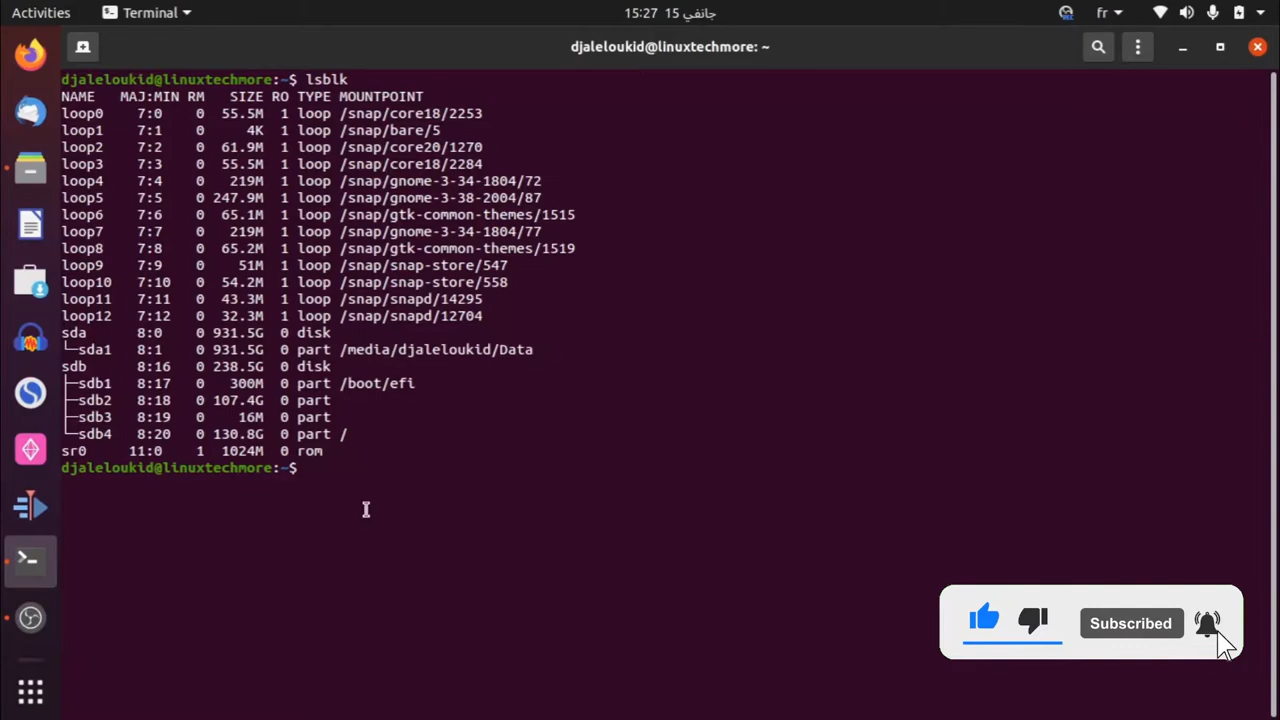 Activities
Terminal
15:27 15 جانفي
fr
djaleloukid@linuxtechmore: ~
djaleloukid@linuxtechmore:~$ lsblk
NAME MAJ:MIN RM SIZE RO TYPE MOUNTPOINT
loop0 7:0 0 55.5M 1 loop /snap/core18/2253
loop1 7:1 0 4K 1 loop /snap/bare/5
loop2 7:2 0 61.9M 1 loop /snap/core20/1270
loop3 7:3 0 55.5M 1 loop /snap/core18/2284
loop4 7:4 0 219M 1 loop /snap/gnome-3-34-1804/72
loop5 7:5 0 247.9M 1 loop /snap/gnome-3-38-2004/87
loop6 7:6 0 65.1M 1 loop /snap/gtk-common-themes/1515
loop7 7:7 0 219M 1 loop /snap/gnome-3-34-1804/77
loop8 7:8 0 65.2M 1 loop /snap/gtk-common-themes/1519
loop9 7:9 0 51M 1 loop /snap/snap-store/547
loop10 7:10 0 54.2M 1 loop /snap/snap-store/558
loop11 7:11 0 43.3M 1 loop /snap/snapd/14295
loop12 7:12 0 32.3M 1 loop /snap/snapd/12704
sda 8:0 0 931.5G 0 disk
└─sda1 8:1 0 931.5G 0 part /media/djaleloukid/Data
sdb 8:16 0 238.5G 0 disk
├─sdb1 8:17 0 300M 0 part /boot/efi
├─sdb2 8:18 0 107.4G 0 part
├─sdb3 8:19 0 16M 0 part
└─sdb4 8:20 0 130.8G 0 part /
sr0 11:0 1 1024M 0 rom
djaleloukid@linuxtechmore:~$
Subscribed